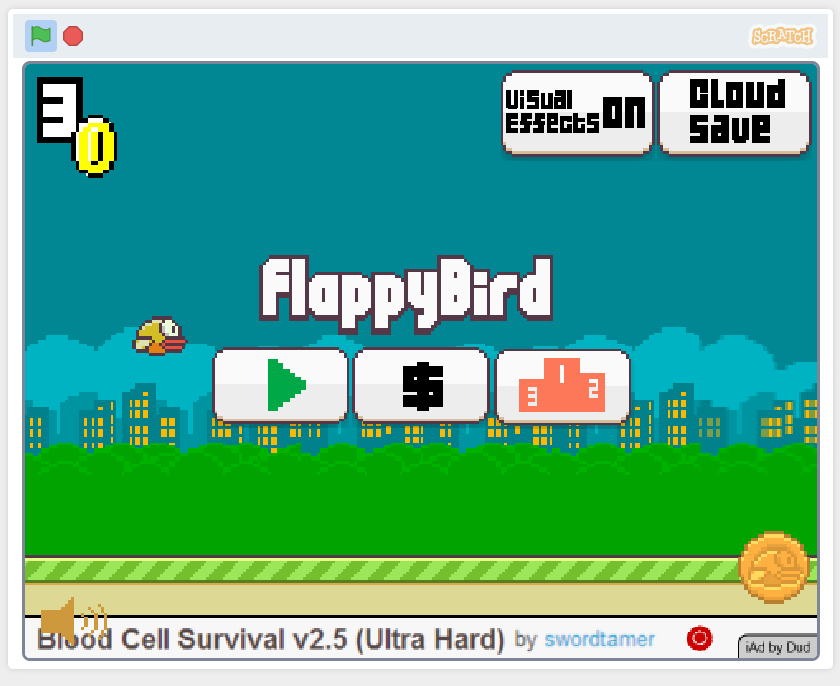 SCRATCH
3
0
Visual
Effects ON
Cloud
Save
FlappyBird
$
1
3 2
Blood Cell Survival v2.5 (Ultra Hard) by swordtamer
iAd by Dud